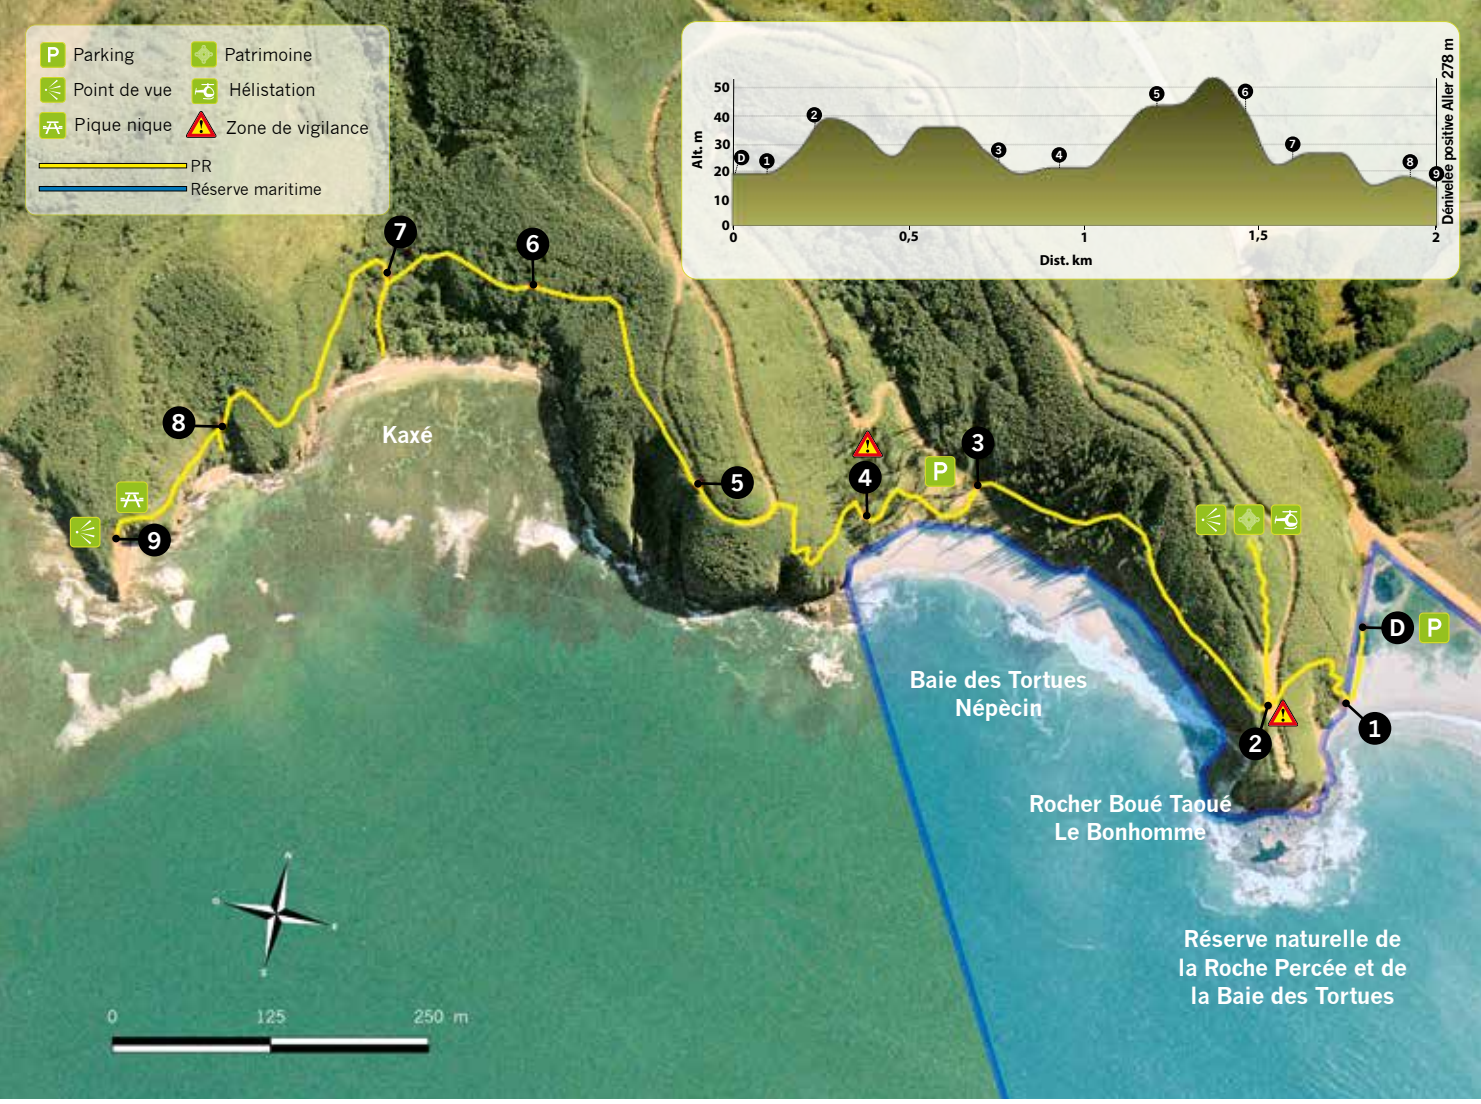 P Parking
Patrimoine
Point de vue
Hélistation
Pique nique
Zone de vigilance
PR
Réserve maritime
Alt. m
50
40
30
20
10
0
D
1
2
3
4
5
6
7
8
9
0
0,5
1
1,5
2
Dist. km
Dénivelée positive Aller 278 m
7
6
8
Kaxé
5
4
P
3
9
D P
1
2
Baie des Tortues
Népècin
Rocher Boué Taoué
Le Bonhomme
Réserve naturelle de
la Roche Percée et de
la Baie des Tortues
N
O
E
S
0 125 250 m